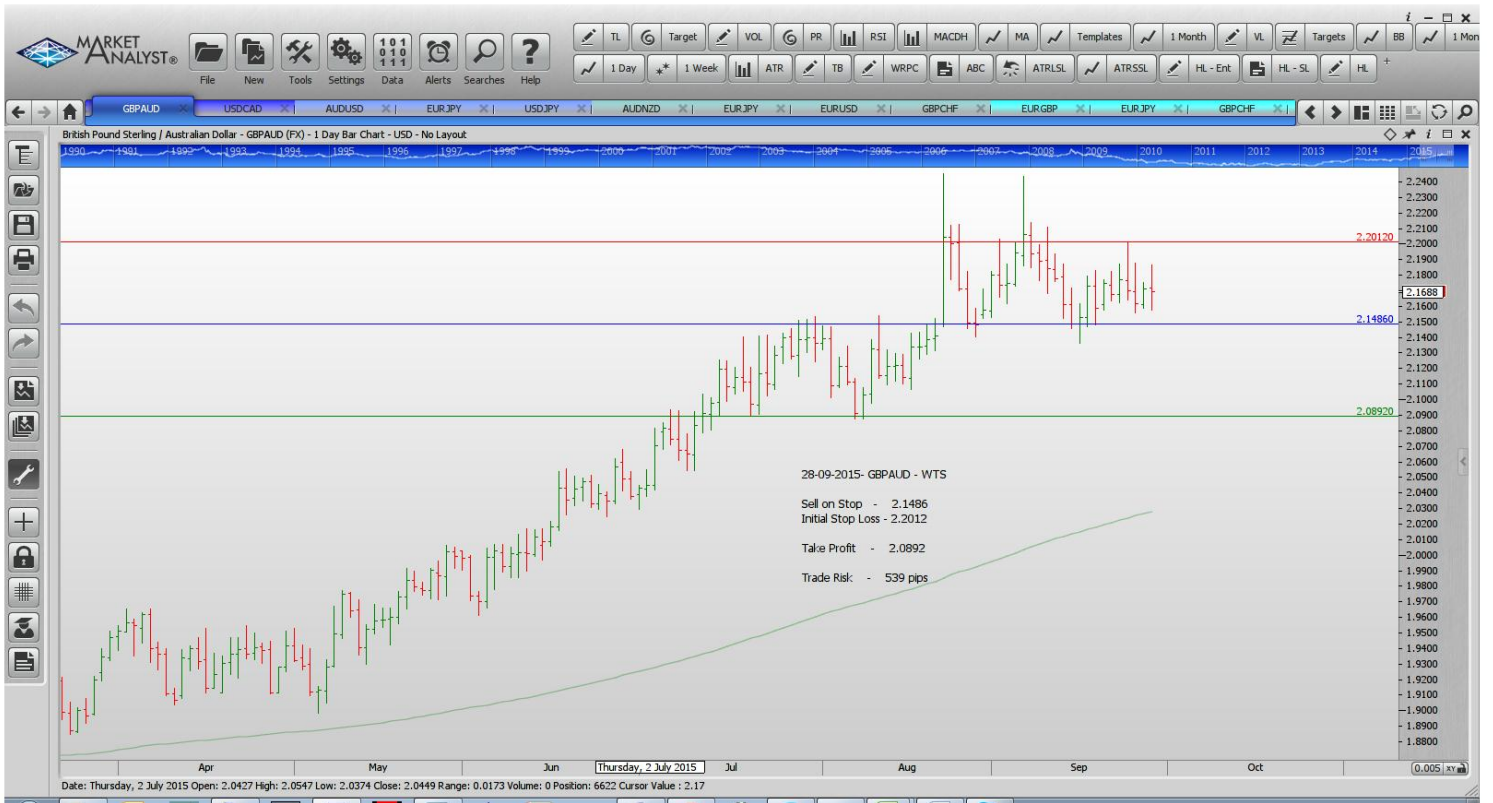 MARKET
ANALYST®
File New Tools Settings Data Alerts Searches Help
TL Target VOL PR RSI MACDH MA Templates 1 Month VL Targets BB 1 Mon
1 Day 1 Week ATR TB WRPC ABC ATRLSL ATRSSL HL - Ent HL - SL HL +
GBPAUD USDCAD AUDUSD EURJPY USDJPY AUDNZD EURJPY EURUSD GBPCHF EURGBP EURJPY GBPCHF
British Pound Sterling / Australian Dollar - GBPAUD (FX) - 1 Day Bar Chart - USD - No Layout
1990 1991 1992 1993 1994 1995 1996 1997 1998 1999 2000 2001 2002 2003 2004 2005 2006 2007 2008 2009 2010 2011 2012 2013 2014 2015
2.2400
2.2300
2.2200
2.2100
2.20120
2.2000
2.1900
2.1800
2.1688
2.1600
2.14860
2.1500
2.1400
2.1300
2.1200
2.1100
2.1000
2.08920
2.0900
2.0800
2.0700
2.0600
2.0500
2.0400
2.0300
2.0200
2.0100
2.0000
1.9900
1.9800
1.9700
1.9600
1.9500
1.9400
1.9300
1.9200
1.9100
1.9000
1.8900
1.8800
28-09-2015- GBPAUD - WTS
Sell on Stop - 2.1486
Initial Stop Loss - 2.2012
Take Profit - 2.0892
Trade Risk - 539 pips
Apr May Jun Thursday, 2 July 2015 Jul Aug Sep Oct 0.005 XY
Date: Thursday, 2 July 2015 Open: 2.0427 High: 2.0547 Low: 2.0374 Close: 2.0449 Range: 0.0173 Volume: 0 Position: 6622 Cursor Value : 2.17